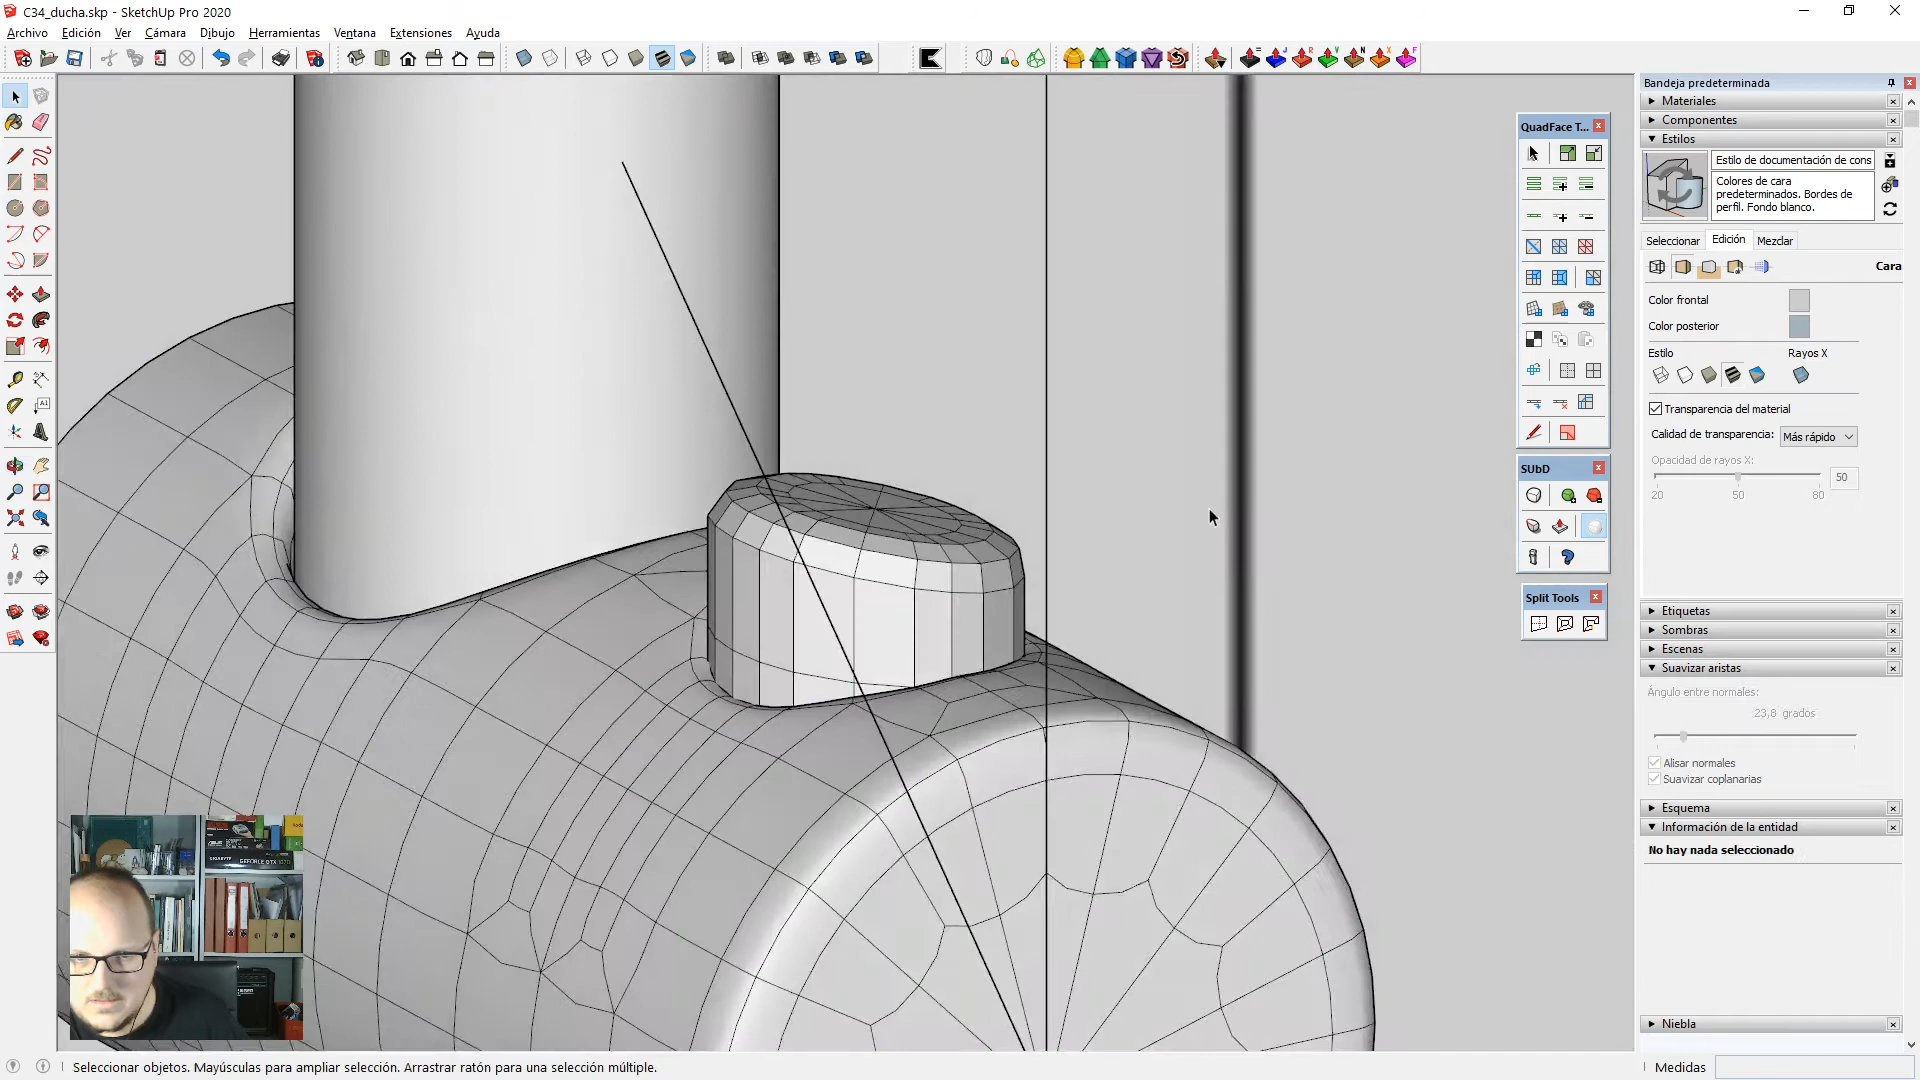 C34_ducha.skp - SketchUp Pro 2020
Archivo Edición Ver Cámara Dibujo Herramientas Ventana Extensiones Ayuda
Bandeja predeterminada
Materiales
Componentes
Estilos
Estilo de documentación de cons
Colores de cara
predeterminados. Bordes de
perfil. Fondo blanco.
Seleccionar Edición Mezclar
Cara
Color frontal
Color posterior
Estilo Rayos X
Transparencia del material
Calidad de transparencia: Más rápido
Opacidad de rayos X:
50
20 50 80
Etiquetas
Sombras
Escenas
Suavizar aristas
Ángulo entre normales:
23,8 grados
Alisar normales
Suavizar coplanarias
Esquema
Información de la entidad
No hay nada seleccionado
Niebla
QuadFace T...
SUbD
Split Tools
Seleccionar objetos. Mayúsculas para ampliar selección. Arrastrar ratón para una selección múltiple.
Medidas